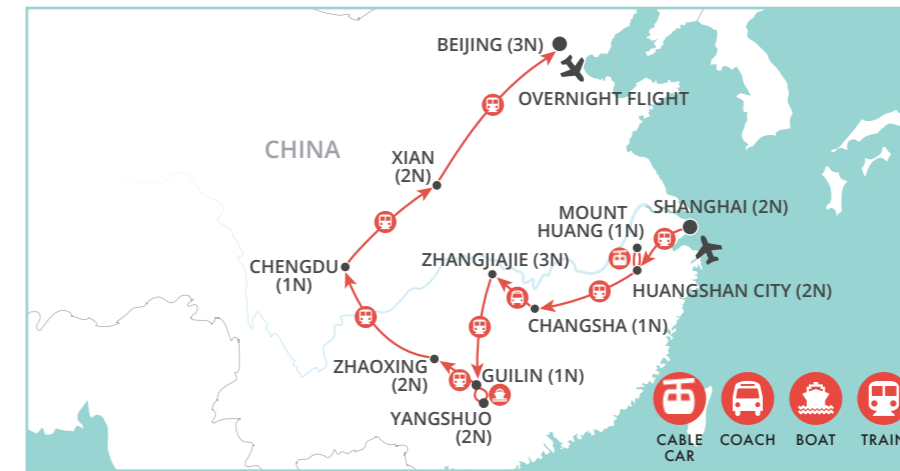 BEIJING (3N)
OVERNIGHT FLIGHT
CHINA
XIAN
(2N)
MOUNT
HUANG (1N)
SHANGHAI (2N)
ZHANGJIAJIE (3N)
CHENGDU
(1N)
HUANGSHAN CITY (2N)
CHANGSHA (1N)
ZHAOXING
(2N)
GUILIN (1N)
YANGSHUO
(2N)
CABLE
CAR
COACH
BOAT
TRAIN